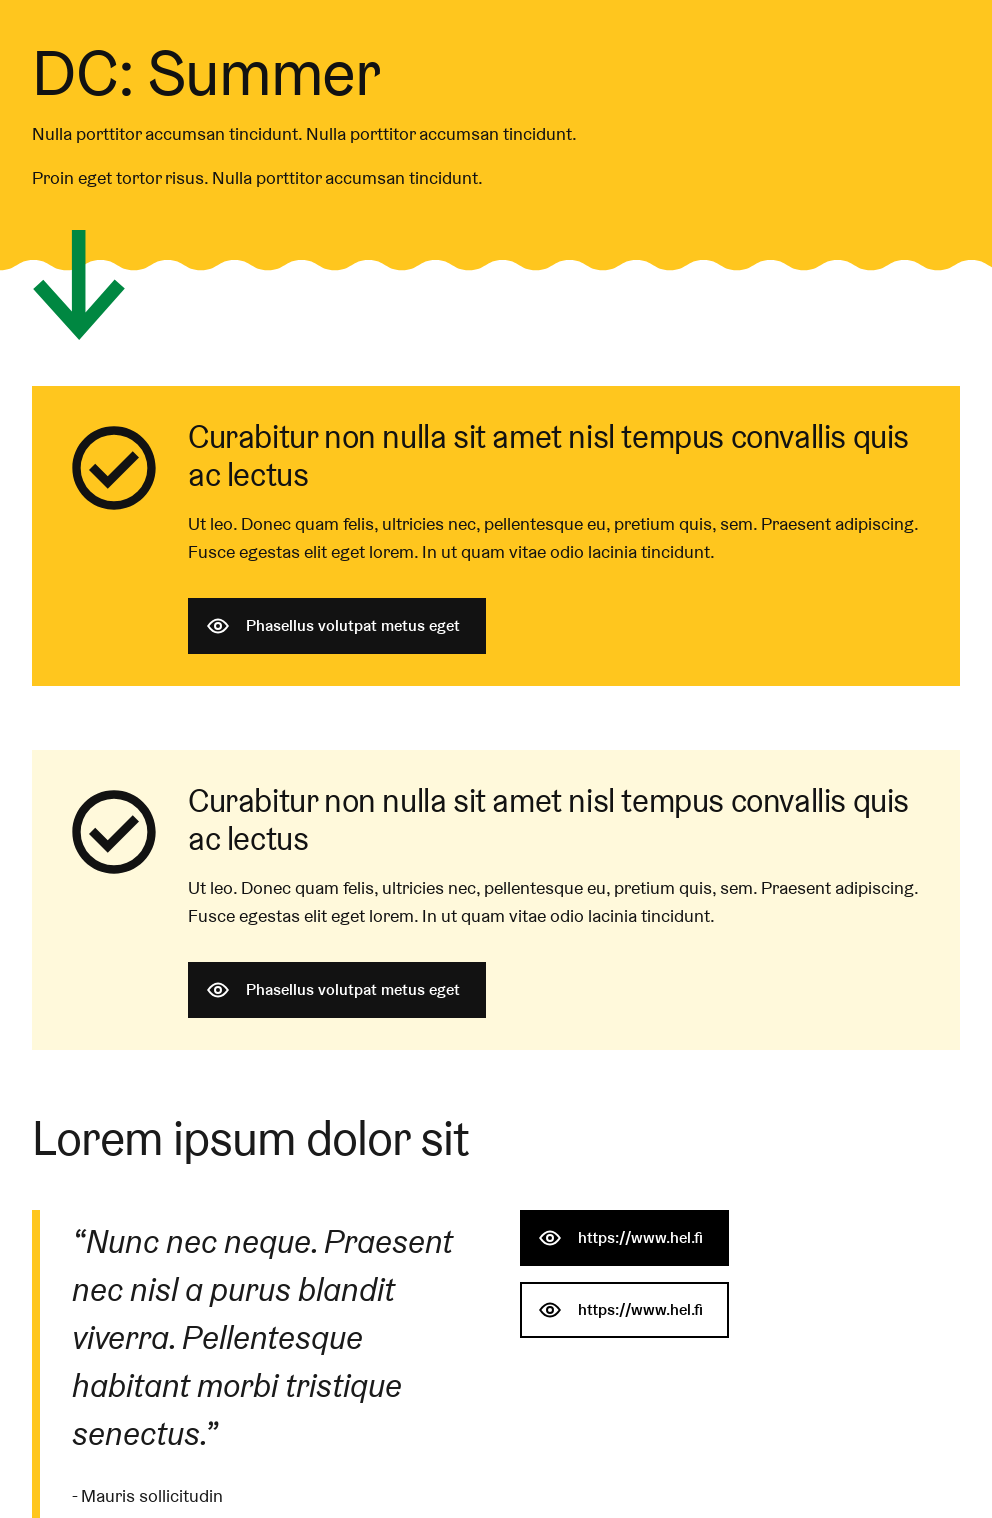 DC: Summer
Nulla porttitor accumsan tincidunt. Nulla porttitor accumsan tincidunt.
Proin eget tortor risus. Nulla porttitor accumsan tincidunt.
Curabitur non nulla sit amet nisl tempus convallis quis
ac lectus
Ut leo. Donec quam felis, ultricies nec, pellentesque eu, pretium quis, sem. Praesent adipiscing.
Fusce egestas elit eget lorem. In ut quam vitae odio lacinia tincidunt.
Phasellus volutpat metus eget
Curabitur non nulla sit amet nisl tempus convallis quis
ac lectus
Ut leo. Donec quam felis, ultricies nec, pellentesque eu, pretium quis, sem. Praesent adipiscing.
Fusce egestas elit eget lorem. In ut quam vitae odio lacinia tincidunt.
Phasellus volutpat metus eget
Lorem ipsum dolor sit
“Nunc nec neque. Praesent
nec nisl a purus blandit
viverra. Pellentesque
habitant morbi tristique
senectus.”
- Mauris sollicitudin
https://www.hel.fi
https://www.hel.fi